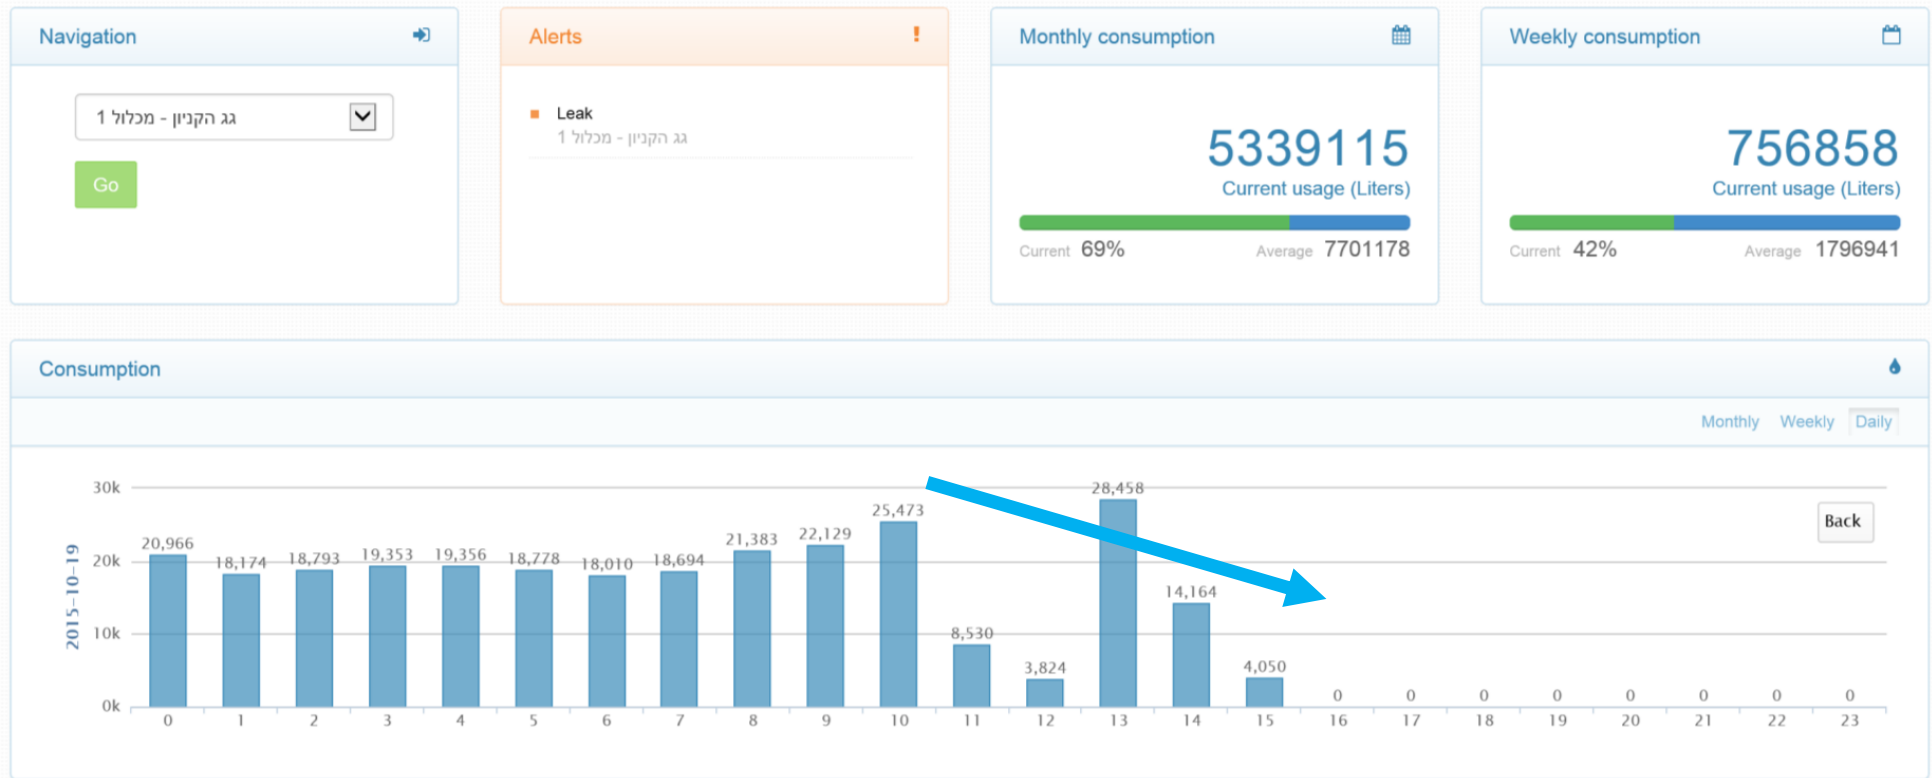 Navigation
גג הקניון - מכלול 1
Go
Alerts
Leak
גג הקניון - מכלול 1
Monthly consumption
5339115
Current usage (Liters)
Current 69% Average 7701178
Weekly consumption
756858
Current usage (Liters)
Current 42% Average 1796941
Consumption
Monthly Weekly Daily
Back
2015-10-19
30k
20k
10k
0k
20,966 18,174 18,793 19,353 19,356 18,778 18,010 18,694 21,383 22,129 25,473 8,530 3,824 28,458 14,164 4,050 0 0 0 0 0 0 0 0
0 1 2 3 4 5 6 7 8 9 10 11 12 13 14 15 16 17 18 19 20 21 22 23